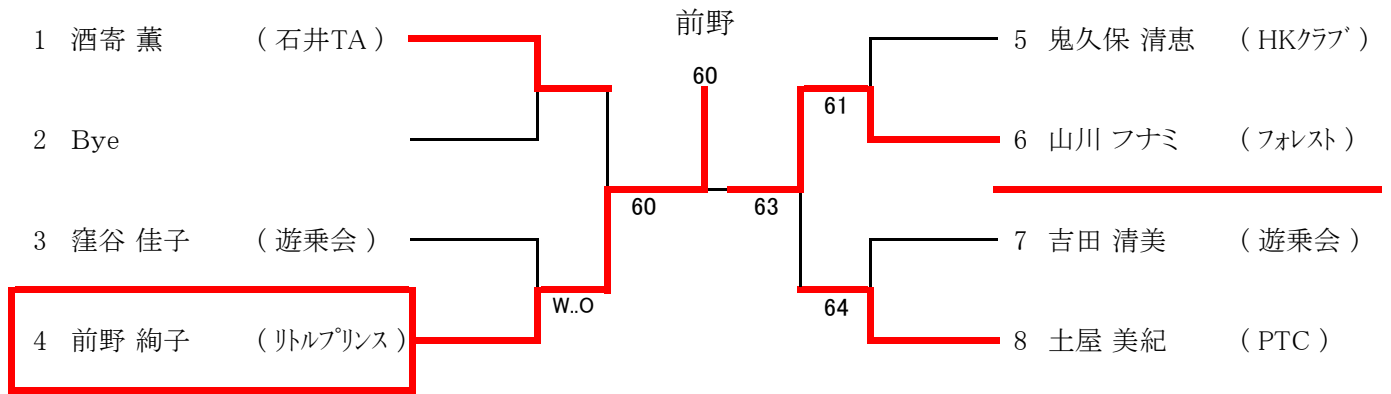 前野
1 酒寄 薫 ( 石井TA )
5 鬼久保 清恵 ( HKｸﾗﾌﾞ )
60
61
2 Bye
6 山川 フナミ ( ﾌｫﾚｽﾄ )
60
63
3 窪谷 佳子 ( 遊乗会 )
7 吉田 清美 ( 遊乗会 )
W..O
64
4 前野 絢子 ( ﾘﾄﾙﾌﾟﾘﾝｽ )
8 土屋 美紀 ( PTC )